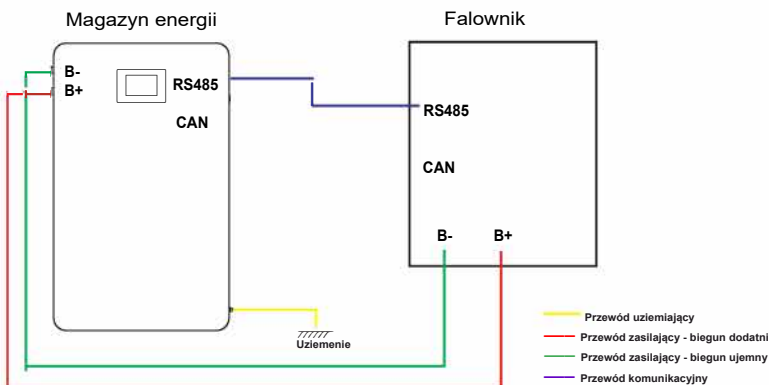 Magazyn energii
Falownik
B-
B+
RS485
CAN
RS485
CAN
B-
B+
Uziemenie
Przewód uziemiający
Przewód zasilający - biegun dodatni
Przewód zasilający - biegun ujemny
Przewód komunikacyjny